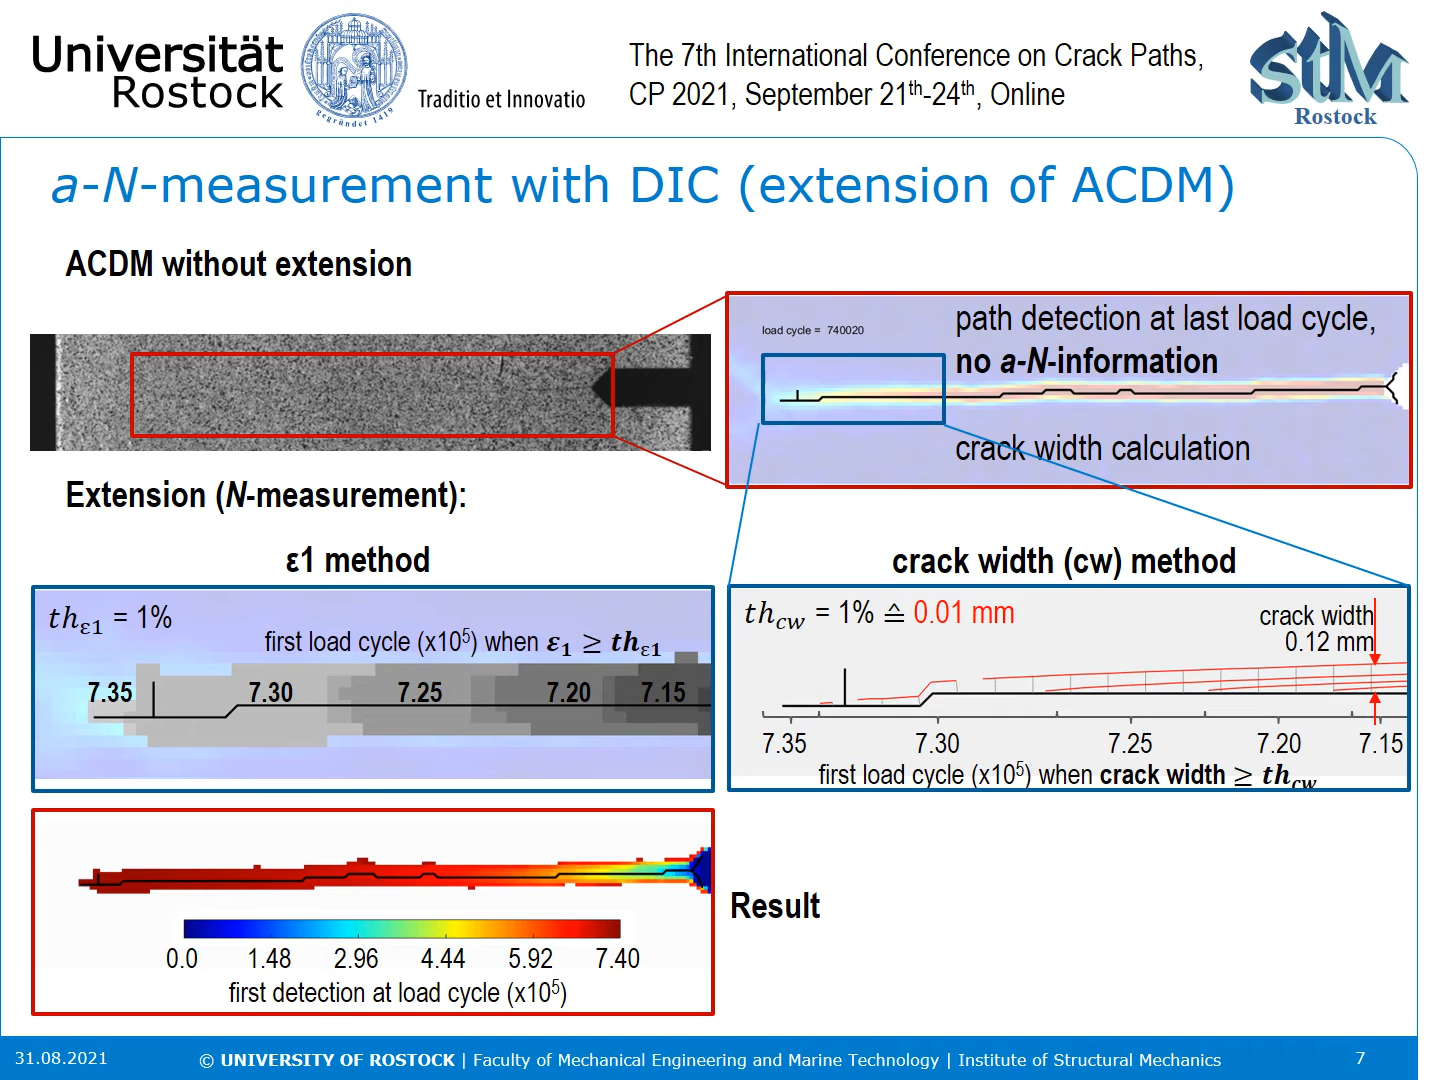 Universität
Rostock
Traditio et Innovatio
gegründet 1419
The 7th International Conference on Crack Paths,
CP 2021, September 21th-24th, Online
StM
Rostock
a-N-measurement with DIC (extension of ACDM)
ACDM without extension
load cycle = 740020
path detection at last load cycle,
no a-N-information
crack width calculation
Extension (N-measurement):
ε1 method
th_ε1 = 1%
first load cycle (x10⁵) when ε₁ ≥ th_ε1
7.35 7.30 7.25 7.20 7.15
crack width (cw) method
th_cw = 1% ≙ 0.01 mm
crack width
0.12 mm
7.35 7.30 7.25 7.20 7.15
first load cycle (x10⁵) when crack width ≥ th_cw
0.0 1.48 2.96 4.44 5.92 7.40
first detection at load cycle (x10⁵)
Result
31.08.2021
© UNIVERSITY OF ROSTOCK | Faculty of Mechanical Engineering and Marine Technology | Institute of Structural Mechanics
7